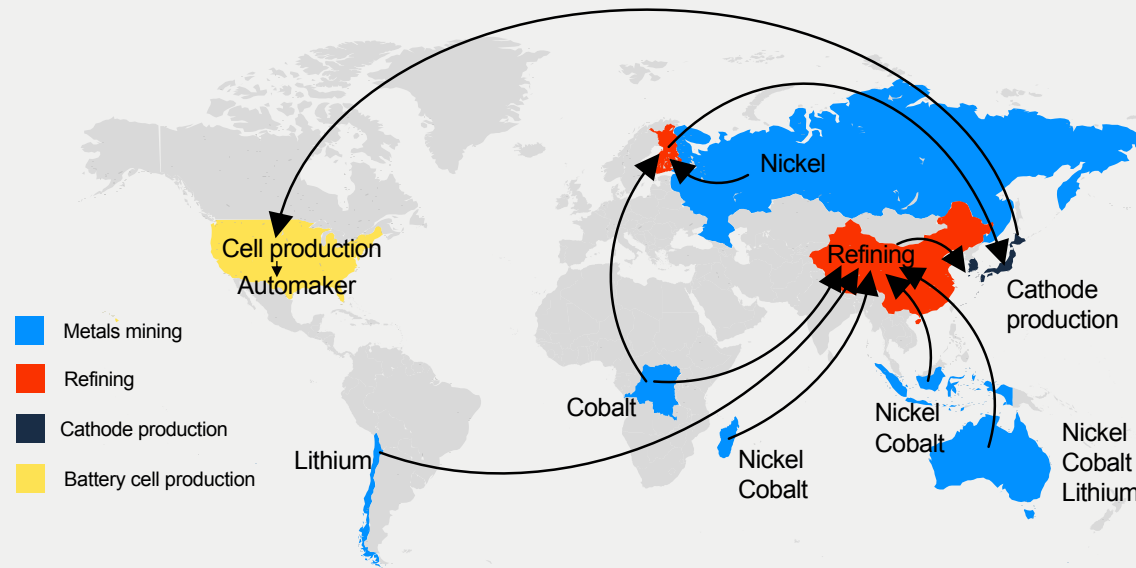 Nickel
Cell production
Automaker
Refining
Cathode
production
Metals mining
Refining
Cathode production
Battery cell production
Cobalt
Lithium
Nickel
Cobalt
Nickel
Cobalt
Nickel
Cobalt
Lithium